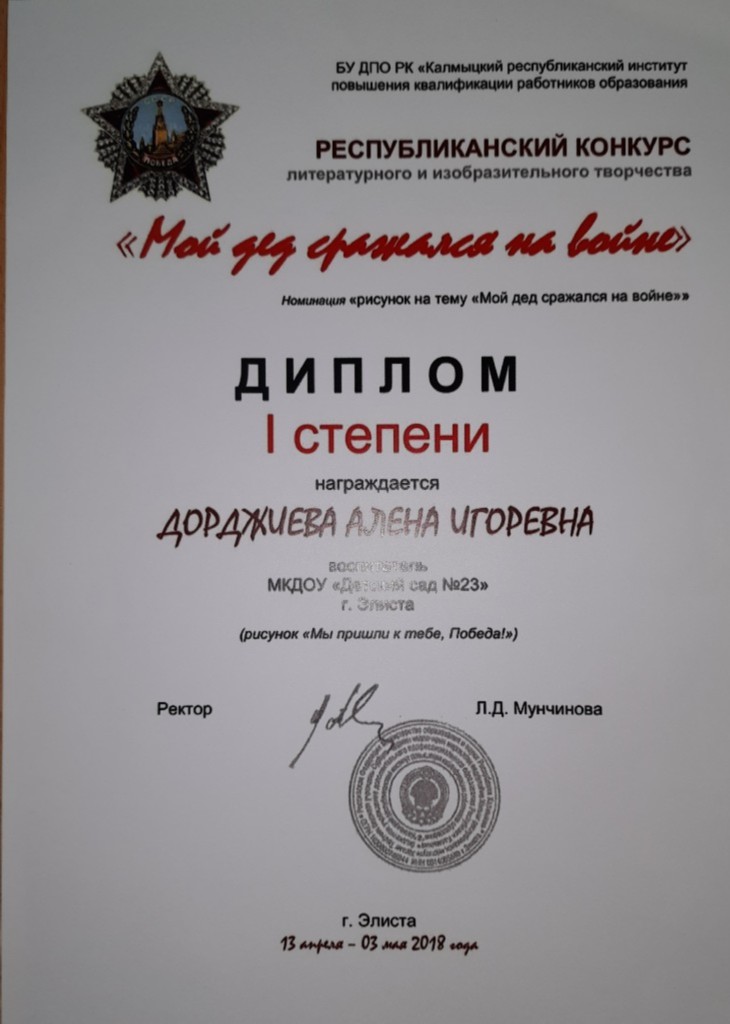 БУ ДПО РК «Калмыцкий республиканский институт
повышения квалификации работников образования
РЕСПУБЛИКАНСКИЙ КОНКУРС
литературного и изобразительного творчества
«Мой дед сражался на войне»
Номинация «рисунок на тему «Мой дед сражался на войне»»
ПОБЕДА
ДИПЛОМ
I степени
награждается
ДОРДЖИЕВА АЛЕНА ИГОРЕВНА
воспитатель
МКДОУ «Детский сад №23»
г. Элиста
(рисунок «Мы пришли к тебе, Победа!»)
Ректор
Л.Д. Мунчинова
г. Элиста
13 апреля – 03 мая 2018 года